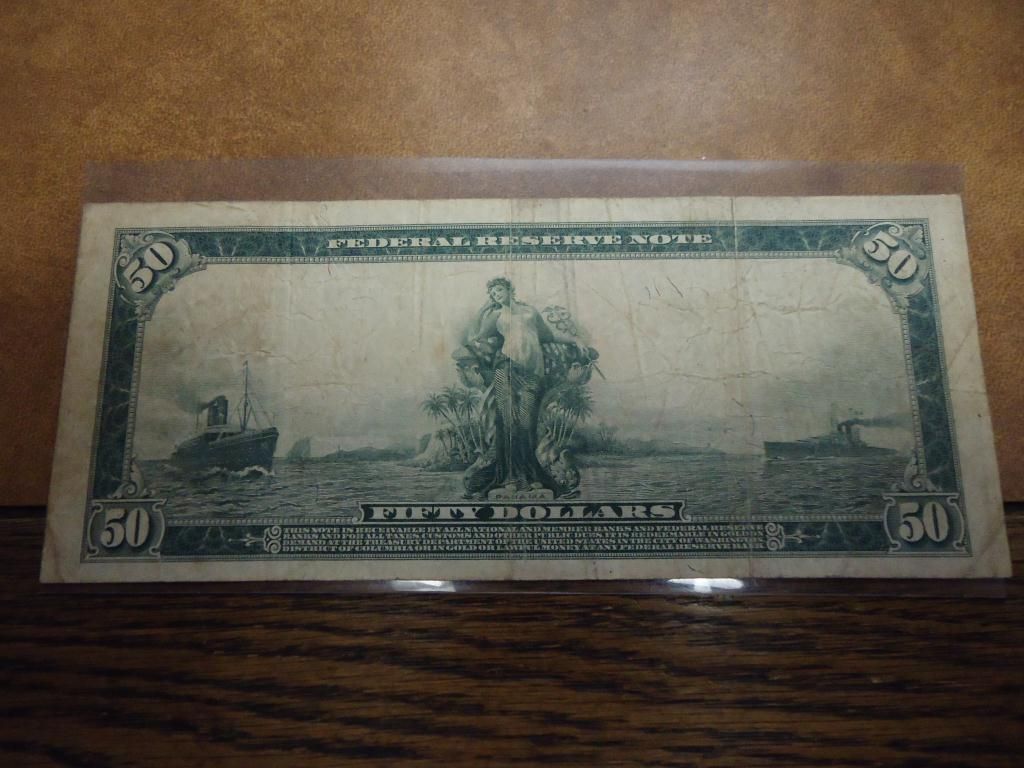 FEDERAL RESERVE NOTE
50
50
PANAMA
FIFTY DOLLARS
50
50
THIS NOTE IS RECEIVABLE BY ALL NATIONAL AND MEMBER BANKS AND FEDERAL RESERVE
BANKS AND FOR ALL TAXES, CUSTOMS AND OTHER PUBLIC DUES. IT IS REDEEMABLE IN GOLD ON
DEMAND AT THE TREASURY DEPARTMENT OF THE UNITED STATES IN THE CITY OF WASHINGTON
DISTRICT OF COLUMBIA OR IN GOLD OR LAWFUL MONEY AT ANY FEDERAL RESERVE BANK